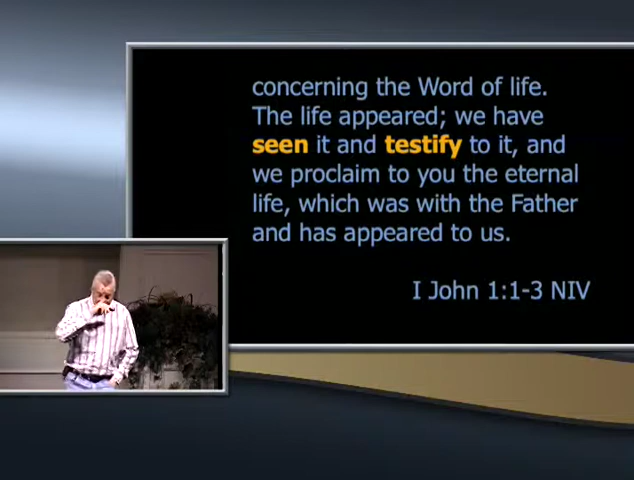 concerning the Word of life.
The life appeared; we have
seen it and testify to it, and
we proclaim to you the eternal
life, which was with the Father
and has appeared to us.
I John 1:1-3 NIV